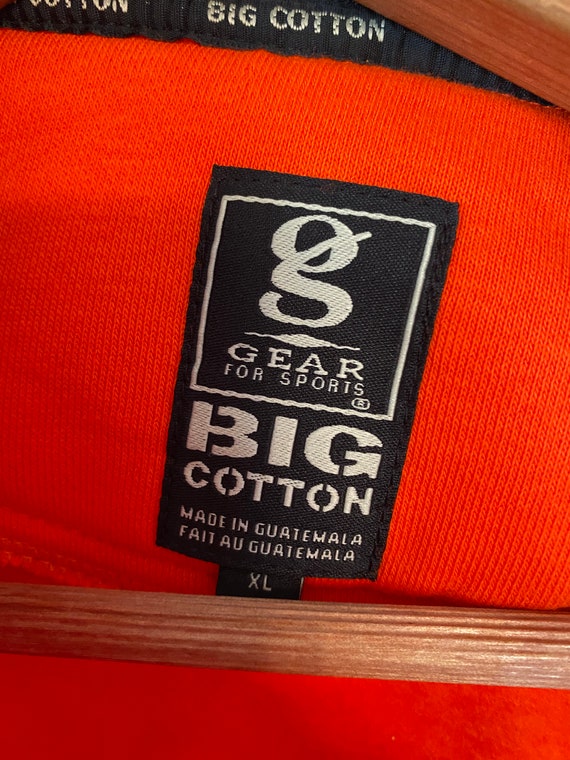 COTTON BIG COTTON
g
GEAR
FOR SPORTS
®
BIG
COTTON
MADE IN GUATEMALA
FAIT AU GUATEMALA
XL